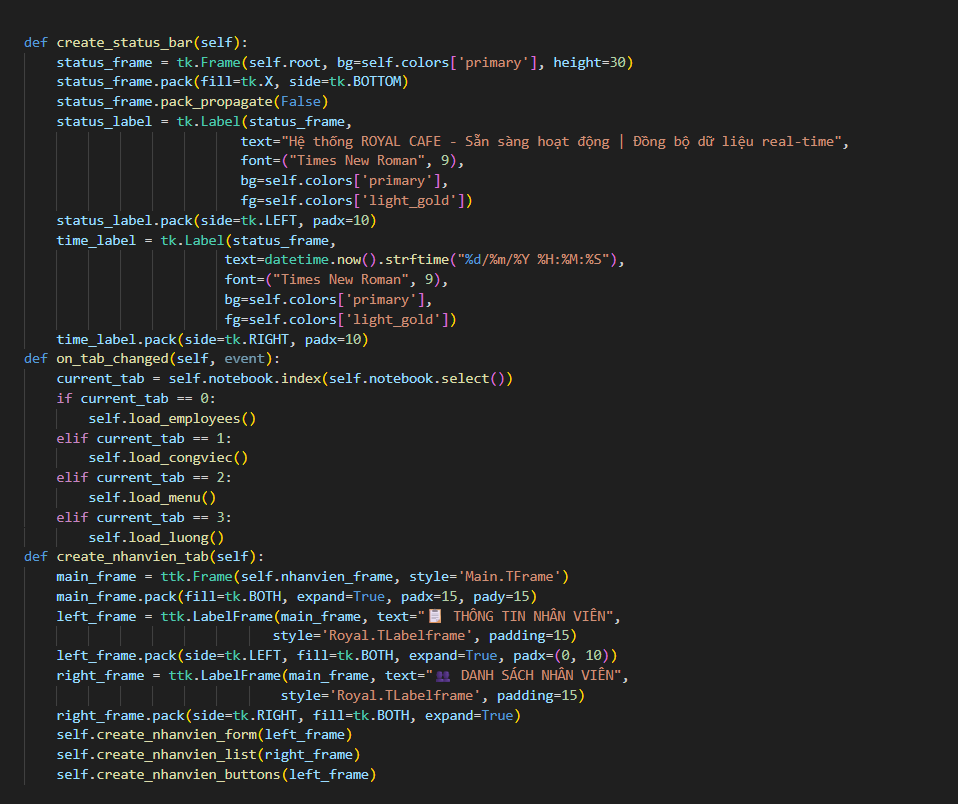 def create_status_bar(self):
    status_frame = tk.Frame(self.root, bg=self.colors['primary'], height=30)
    status_frame.pack(fill=tk.X, side=tk.BOTTOM)
    status_frame.pack_propagate(False)
    status_label = tk.Label(status_frame,
                           text="Hệ thống ROYAL CAFE - Sẵn sàng hoạt động | Đồng bộ dữ liệu real-time",
                           font=("Times New Roman", 9),
                           bg=self.colors['primary'],
                           fg=self.colors['light_gold'])
    status_label.pack(side=tk.LEFT, padx=10)
    time_label = tk.Label(status_frame,
                         text=datetime.now().strftime("%d/%m/%Y %H:%M:%S"),
                         font=("Times New Roman", 9),
                         bg=self.colors['primary'],
                         fg=self.colors['light_gold'])
    time_label.pack(side=tk.RIGHT, padx=10)
def on_tab_changed(self, event):
    current_tab = self.notebook.index(self.notebook.select())
    if current_tab == 0:
        self.load_employees()
    elif current_tab == 1:
        self.load_congviec()
    elif current_tab == 2:
        self.load_menu()
    elif current_tab == 3:
        self.load_luong()
def create_nhanvien_tab(self):
    main_frame = ttk.Frame(self.nhanvien_frame, style='Main.TFrame')
    main_frame.pack(fill=tk.BOTH, expand=True, padx=15, pady=15)
    left_frame = ttk.LabelFrame(main_frame, text="📋 THÔNG TIN NHÂN VIÊN",
                               style='Royal.TLabelframe', padding=15)
    left_frame.pack(side=tk.LEFT, fill=tk.BOTH, expand=True, padx=(0, 10))
    right_frame = ttk.LabelFrame(main_frame, text="👥 DANH SÁCH NHÂN VIÊN",
                                style='Royal.TLabelframe', padding=15)
    right_frame.pack(side=tk.RIGHT, fill=tk.BOTH, expand=True)
    self.create_nhanvien_form(left_frame)
    self.create_nhanvien_list(right_frame)
    self.create_nhanvien_buttons(left_frame)